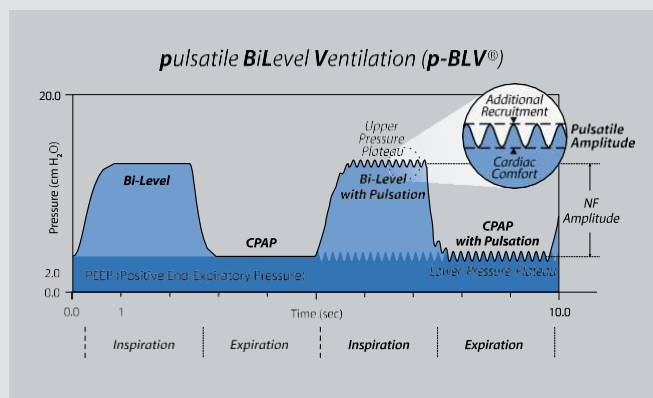 pulsatile BiLevel Ventilation (p-BLV®)
20.0
Pressure (cm H2O)
2.0
0.0
Bi-Level
CPAP
PEEP (Positive End-Expiratory Pressure)
Upper
Pressure
Plateau
Bi-Level
with Pulsation
Additional
Recruitment
Cardiac
Comfort
Pulsatile
Amplitude
NF
Amplitude
CPAP
with Pulsation
Lower Pressure Plateau
0.0
1
Time (sec)
10.0
Inspiration
Expiration
Inspiration
Expiration